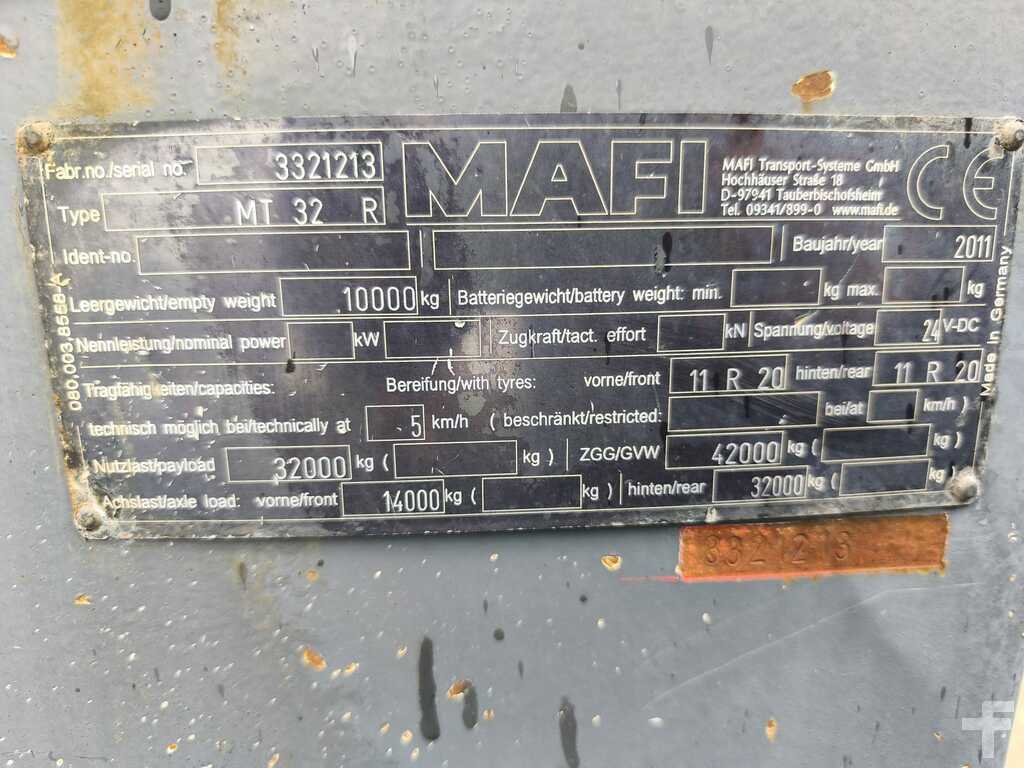 Fabr.no./serial no. 3321213
MAFI
MAFI Transport-Systeme GmbH
Hochhäuser Straße 18
D-97941 Tauberbischofsheim
Tel. 09341/899-0 www.mafi.de
CE
Type MT 32 R
Ident-no. Baujahr/year 2011
Leergewicht/empty weight 10000 kg Batteriegewicht/battery weight: min. kg max. kg
Nennleistung/nominal power kW Zugkraft/tact. effort kN Spannung/voltage 24 V-DC
Tragfähigkeiten/capacities: Bereifung/with tyres: vorne/front 11 R 20 hinten/rear 11 R 20
technisch möglich bei/technically at 5 km/h ( beschränkt/restricted: bei/at km/h )
Nutzlast/payload 32000 kg ( kg ) ZGG/GVW 42000 kg ( kg )
Achslast/axle load: vorne/front 14000 kg ( kg ) hinten/rear 32000 kg ( kg )
080.003.8558 A
Made in Germany
3321213